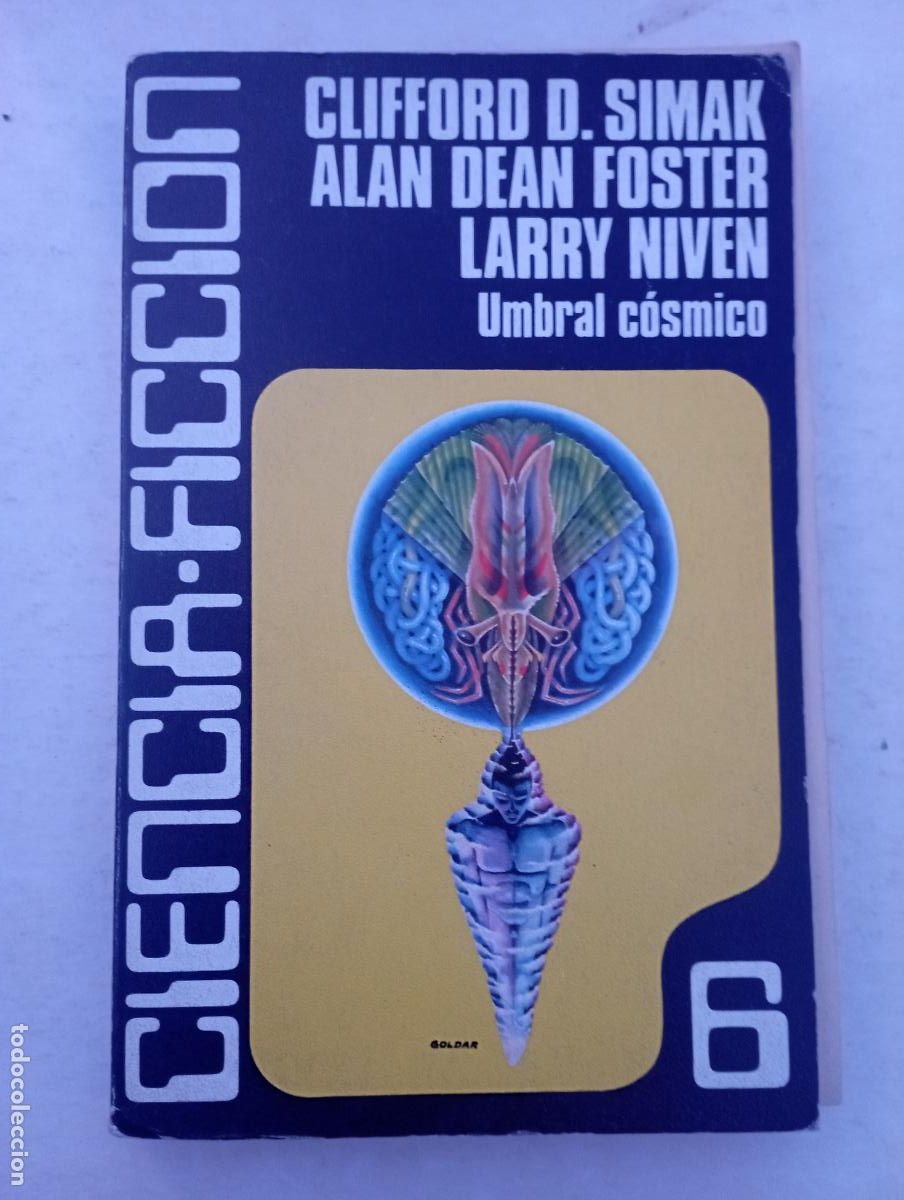 CLIFFORD D. SIMAK
ALAN DEAN FOSTER
LARRY NIVEN
Umbral cósmico
CIENCIA·FICCION
GOLDAR
6
todocoleccion